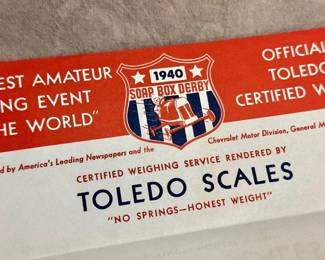 EST AMATEUR
NG EVENT
HE WORLD"
★ 1940 ★
SOAP BOX DERBY
OFFICIAL
TOLEDO
CERTIFIED W
d by America's Leading Newspapers and the
Chevrolet Motor Division, General M
CERTIFIED WEIGHING SERVICE RENDERED BY
TOLEDO SCALES
"NO SPRINGS—HONEST WEIGHT"